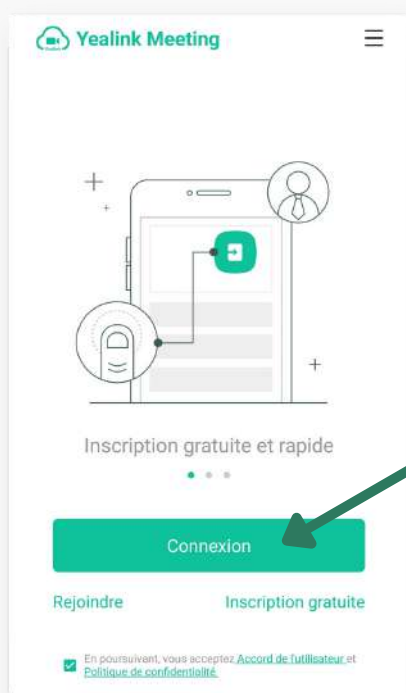 Yealink Meeting
Inscription gratuite et rapide
Connexion
Rejoindre
Inscription gratuite
En poursuivant, vous acceptez Accord de l'utilisateur et
Politique de confidentialité